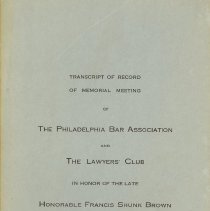 TRANSCRIPT OF RECORD
OF MEMORIAL MEETING
OF
THE PHILADELPHIA BAR ASSOCIATION
AND
THE LAWYERS' CLUB
IN HONOR OF THE LATE
HONORABLE FRANCIS SHUNK BROWN